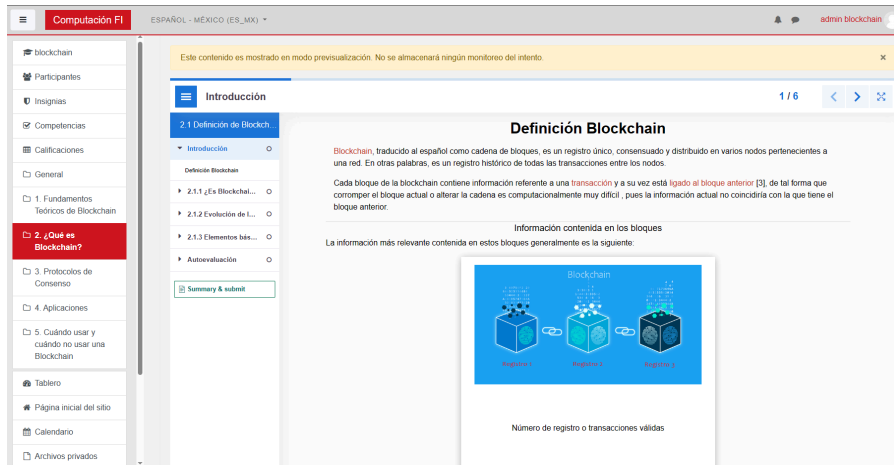 Computación FI
ESPAÑOL - MÉXICO (ES_MX)
admin blockchain
blockchain
Participantes
Insignias
Competencias
Calificaciones
General
1. Fundamentos
Teóricos de Blockchain
2. ¿Qué es
Blockchain?
3. Protocolos de
Consenso
4. Aplicaciones
5. Cuándo usar y
cuándo no usar una
Blockchain
Tablero
Página inicial del sitio
Calendario
Archivos privados
Este contenido es mostrado en modo previsualización. No se almacenará ningún monitoreo del intento.
×
Introducción
1 / 6
2.1 Definición de Blockch...
Introducción
Definición Blockchain
2.1.1 ¿Es Blockchai...
2.1.2 Evolución de l...
2.1.3 Elementos bás...
Autoevaluación
Summary & submit
Definición Blockchain
Blockchain, traducido al español como cadena de bloques, es un registro único, consensuado y distribuido en varios nodos pertenecientes a
una red. En otras palabras, es un registro histórico de todas las transacciones entre los nodos.
Cada bloque de la blockchain contiene información referente a una transacción y a su vez está ligado al bloque anterior [3], de tal forma que
corromper el bloque actual o alterar la cadena es computacionalmente muy difícil , pues la información actual no coincidiría con la que tiene el
bloque anterior.
Información contenida en los bloques
La información más relevante contenida en estos bloques generalmente es la siguiente:
Blockchain
Registro 1
Registro 2
Registro 3
Número de registro o transacciones válidas